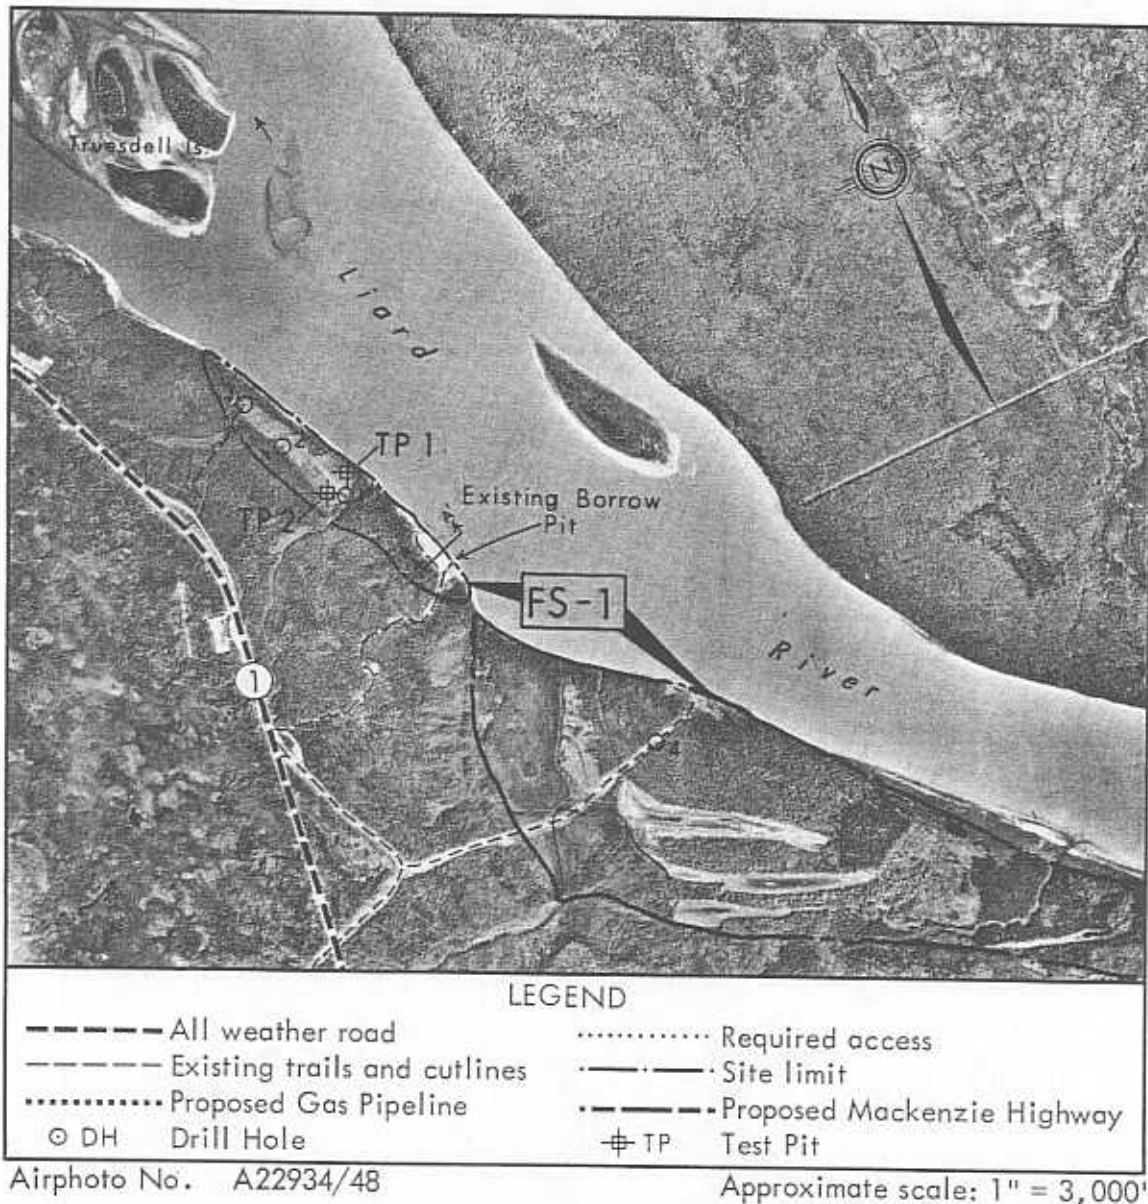 Truesdell Is.
N
Liard
2
TP 1
TP 2
Existing Borrow
Pit
FS-1
River
1
4
LEGEND
All weather road
Required access
Existing trails and cutlines
Site limit
Proposed Gas Pipeline
Proposed Mackenzie Highway
DH Drill Hole
TP Test Pit
Airphoto No. A22934/48
Approximate scale: 1" = 3,000'